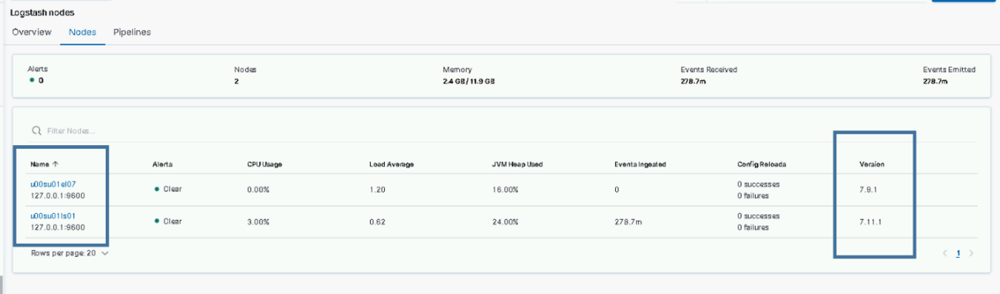 Logstash nodes
Overview Nodes Pipelines
Alerts Nodes Memory Events Received Events Emitted
0 2 2.4 GB / 11.9 GB 278.7m 278.7m
Filter Nodes...
Name Alerts CPU Usage Load Average JVM Heap Used Events Ingested Config Reloads Version
u00su01el07 Clear 0.00% 1.20 16.00% 0 0 successes 7.9.1
127.0.0.1:9600 0 failures
u00su01ls01 Clear 3.00% 0.62 24.00% 278.7m 0 successes 7.11.1
127.0.0.1:9600 0 failures
Rows per page: 20 1